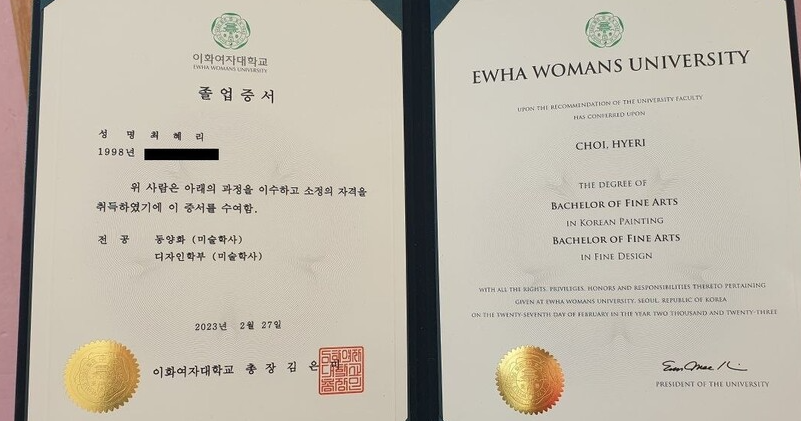 이화여자대학교
EWHA WOMANS UNIVERSITY
졸업증서
성 명 최 혜 리
1998년
위 사람은 아래의 과정을 이수하고 소정의 자격을
취득하였기에 이 증서를 수여함.
전 공 동양화 (미술학사)
디자인학부 (미술학사)
2023년 2월 27일
이화여자대학교 총 장 김 은
EWHA WOMANS UNIVERSITY
UPON THE RECOMMENDATION OF THE UNIVERSITY FACULTY
HAS CONFERRED UPON
CHOI, HYERI
THE DEGREE OF
BACHELOR OF FINE ARTS
IN KOREAN PAINTING
BACHELOR OF FINE ARTS
IN FINE DESIGN
WITH ALL THE RIGHTS, PRIVILEGES, HONORS AND RESPONSIBILITIES THERETO PERTAINING
GIVEN AT EWHA WOMANS UNIVERSITY, SEOUL, REPUBLIC OF KOREA
ON THE TWENTY-SEVENTH DAY OF FEBRUARY IN THE YEAR TWO THOUSAND AND TWENTY-THREE.
PRESIDENT OF THE UNIVERSITY